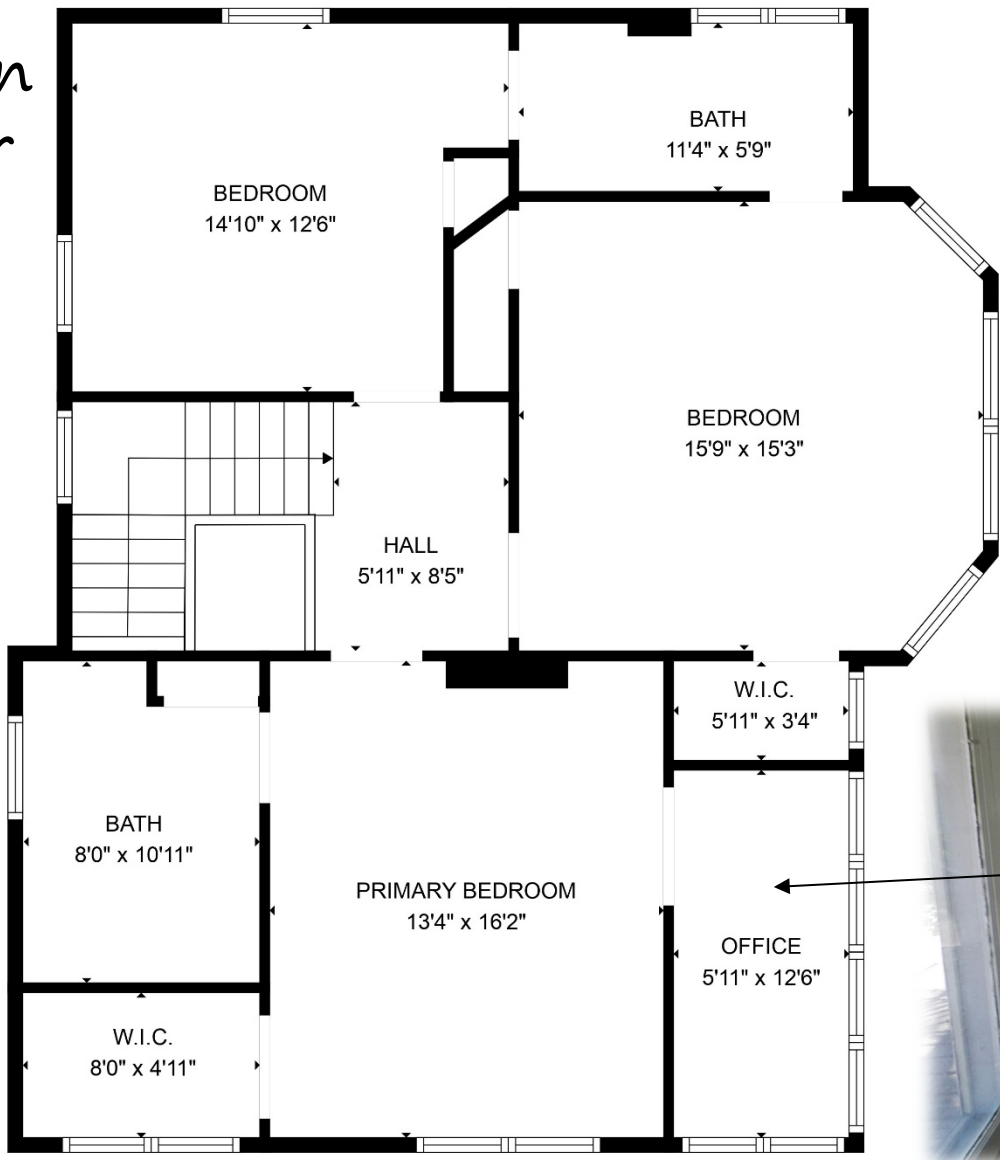 BATH
11'4" x 5'9"
BEDROOM
14'10" x 12'6"
BEDROOM
15'9" x 15'3"
HALL
5'11" x 8'5"
W.I.C.
5'11" x 3'4"
BATH
8'0" x 10'11"
PRIMARY BEDROOM
13'4" x 16'2"
OFFICE
5'11" x 12'6"
W.I.C.
8'0" x 4'11"